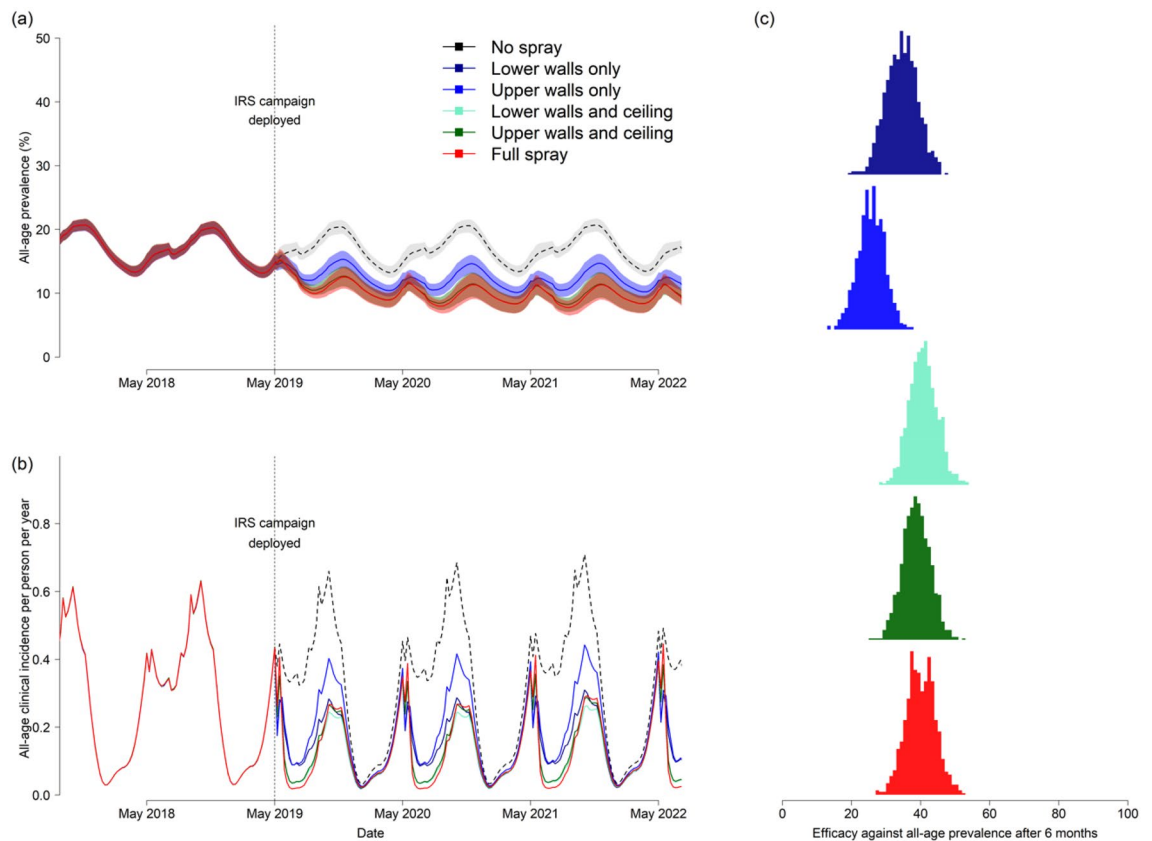 (a)
50
40
30
20
10
0
All-age prevalence (%)
IRS campaign
deployed
No spray
Lower walls only
Upper walls only
Lower walls and ceiling
Upper walls and ceiling
Full spray
May 2018
May 2019
May 2020
May 2021
May 2022
(b)
0.8
0.6
0.4
0.2
0.0
All-age clinical incidence per person per year
IRS campaign
deployed
May 2018
May 2019
May 2020
May 2021
May 2022
Date
(c)
0
20
40
60
80
100
Efficacy against all-age prevalence after 6 months